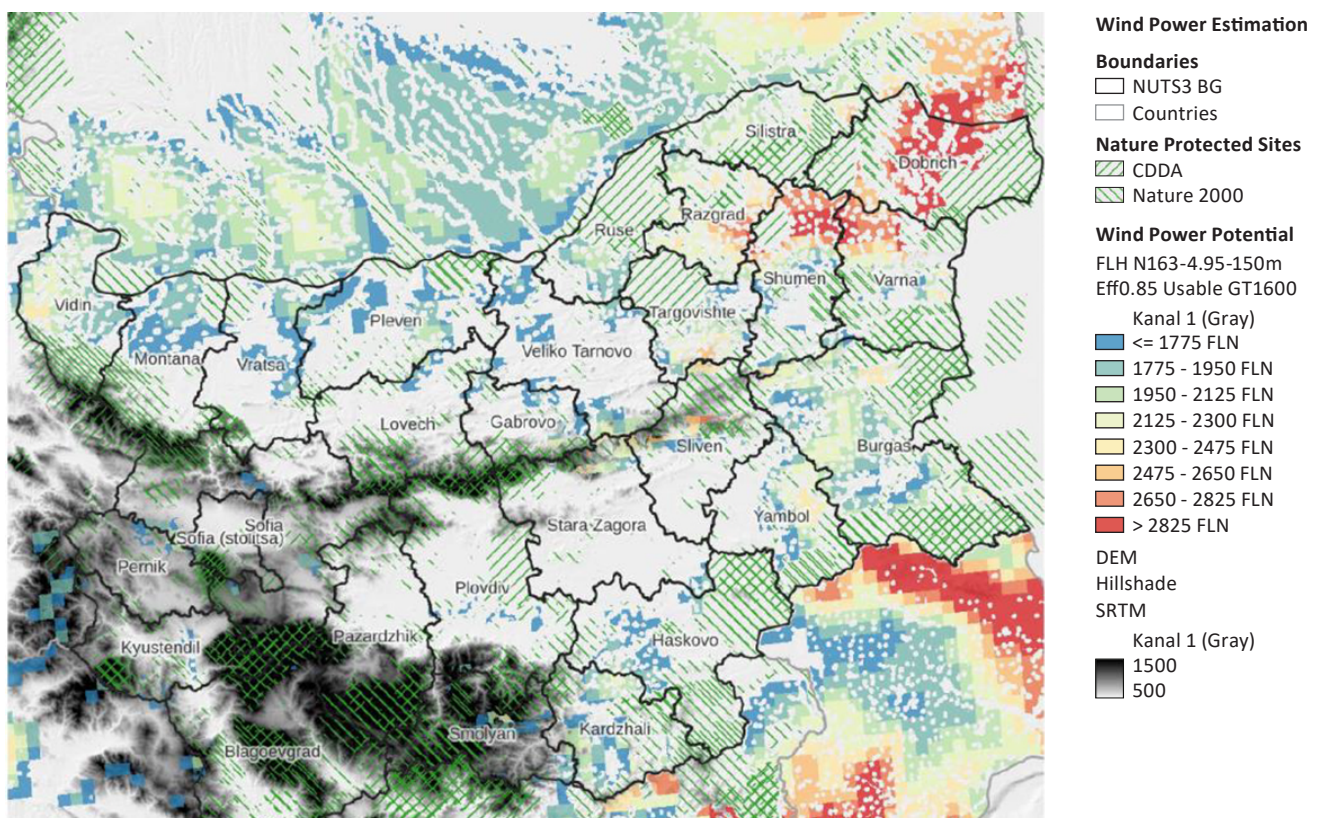 Silistra
Dobrich
Razgrad
Ruse
Shumen
Varna
Vidin
Targovishte
Pleven
Veliko Tarnovo
Montana
Vratsa
Lovech
Gabrovo
Sliven
Burgas
Sofia
Stara Zagora
Yambol
Sofia (stolitsa)
Pernik
Plovdiv
Pazardzhik
Haskovo
Kyustendil
Smolyan
Kardzhali
Blagoevgrad
Wind Power Estimation
Boundaries
NUTS3 BG
Countries
Nature Protected Sites
CDDA
Nature 2000
Wind Power Potential
FLH N163-4.95-150m
Eff0.85 Usable GT1600
Kanal 1 (Gray)
<= 1775 FLN
1775 - 1950 FLN
1950 - 2125 FLN
2125 - 2300 FLN
2300 - 2475 FLN
2475 - 2650 FLN
2650 - 2825 FLN
> 2825 FLN
DEM
Hillshade
SRTM
Kanal 1 (Gray)
1500
500